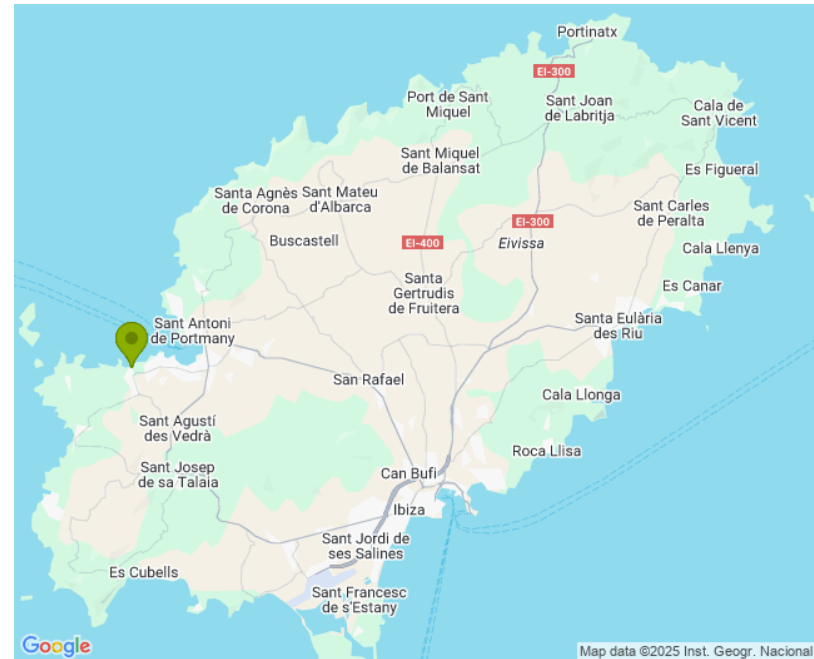 Portinatx
EI-300
Port de Sant
Miquel
Sant Joan
de Labritja
Cala de
Sant Vicent
Sant Miquel
de Balansat
Es Figueral
Santa Agnès
de Corona
Sant Mateu
d'Albarca
Sant Carles
de Peralta
EI-300
Buscastell
EI-400
Eivissa
Cala Llenya
Santa
Gertrudis
de Fruitera
Es Canar
Sant Antoni
de Portmany
Santa Eulària
des Riu
San Rafael
Cala Llonga
Sant Agustí
des Vedrà
Roca Llisa
Sant Josep
de sa Talaia
Can Bufi
Ibiza
Sant Jordi de
ses Salines
Es Cubells
Sant Francesc
de s'Estany
Google
Map data ©2025 Inst. Geogr. Nacional